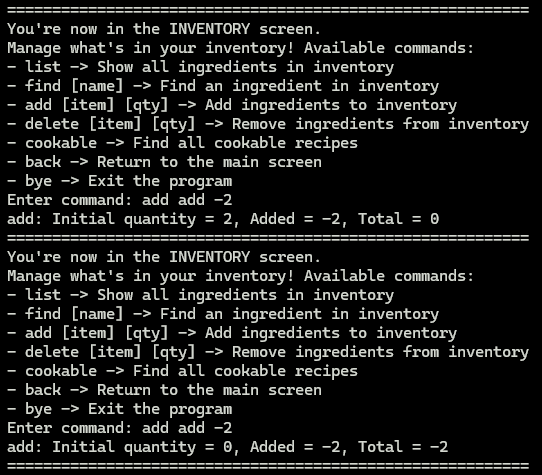 ==========================================================
You're now in the INVENTORY screen.
Manage what's in your inventory! Available commands:
- list -> Show all ingredients in inventory
- find [name] -> Find an ingredient in inventory
- add [item] [qty] -> Add ingredients to inventory
- delete [item] [qty] -> Remove ingredients from inventory
- cookable -> Find all cookable recipes
- back -> Return to the main screen
- bye -> Exit the program
Enter command: add add -2
add: Initial quantity = 2, Added = -2, Total = 0
==========================================================
You're now in the INVENTORY screen.
Manage what's in your inventory! Available commands:
- list -> Show all ingredients in inventory
- find [name] -> Find an ingredient in inventory
- add [item] [qty] -> Add ingredients to inventory
- delete [item] [qty] -> Remove ingredients from inventory
- cookable -> Find all cookable recipes
- back -> Return to the main screen
- bye -> Exit the program
Enter command: add add -2
add: Initial quantity = 0, Added = -2, Total = -2
==========================================================